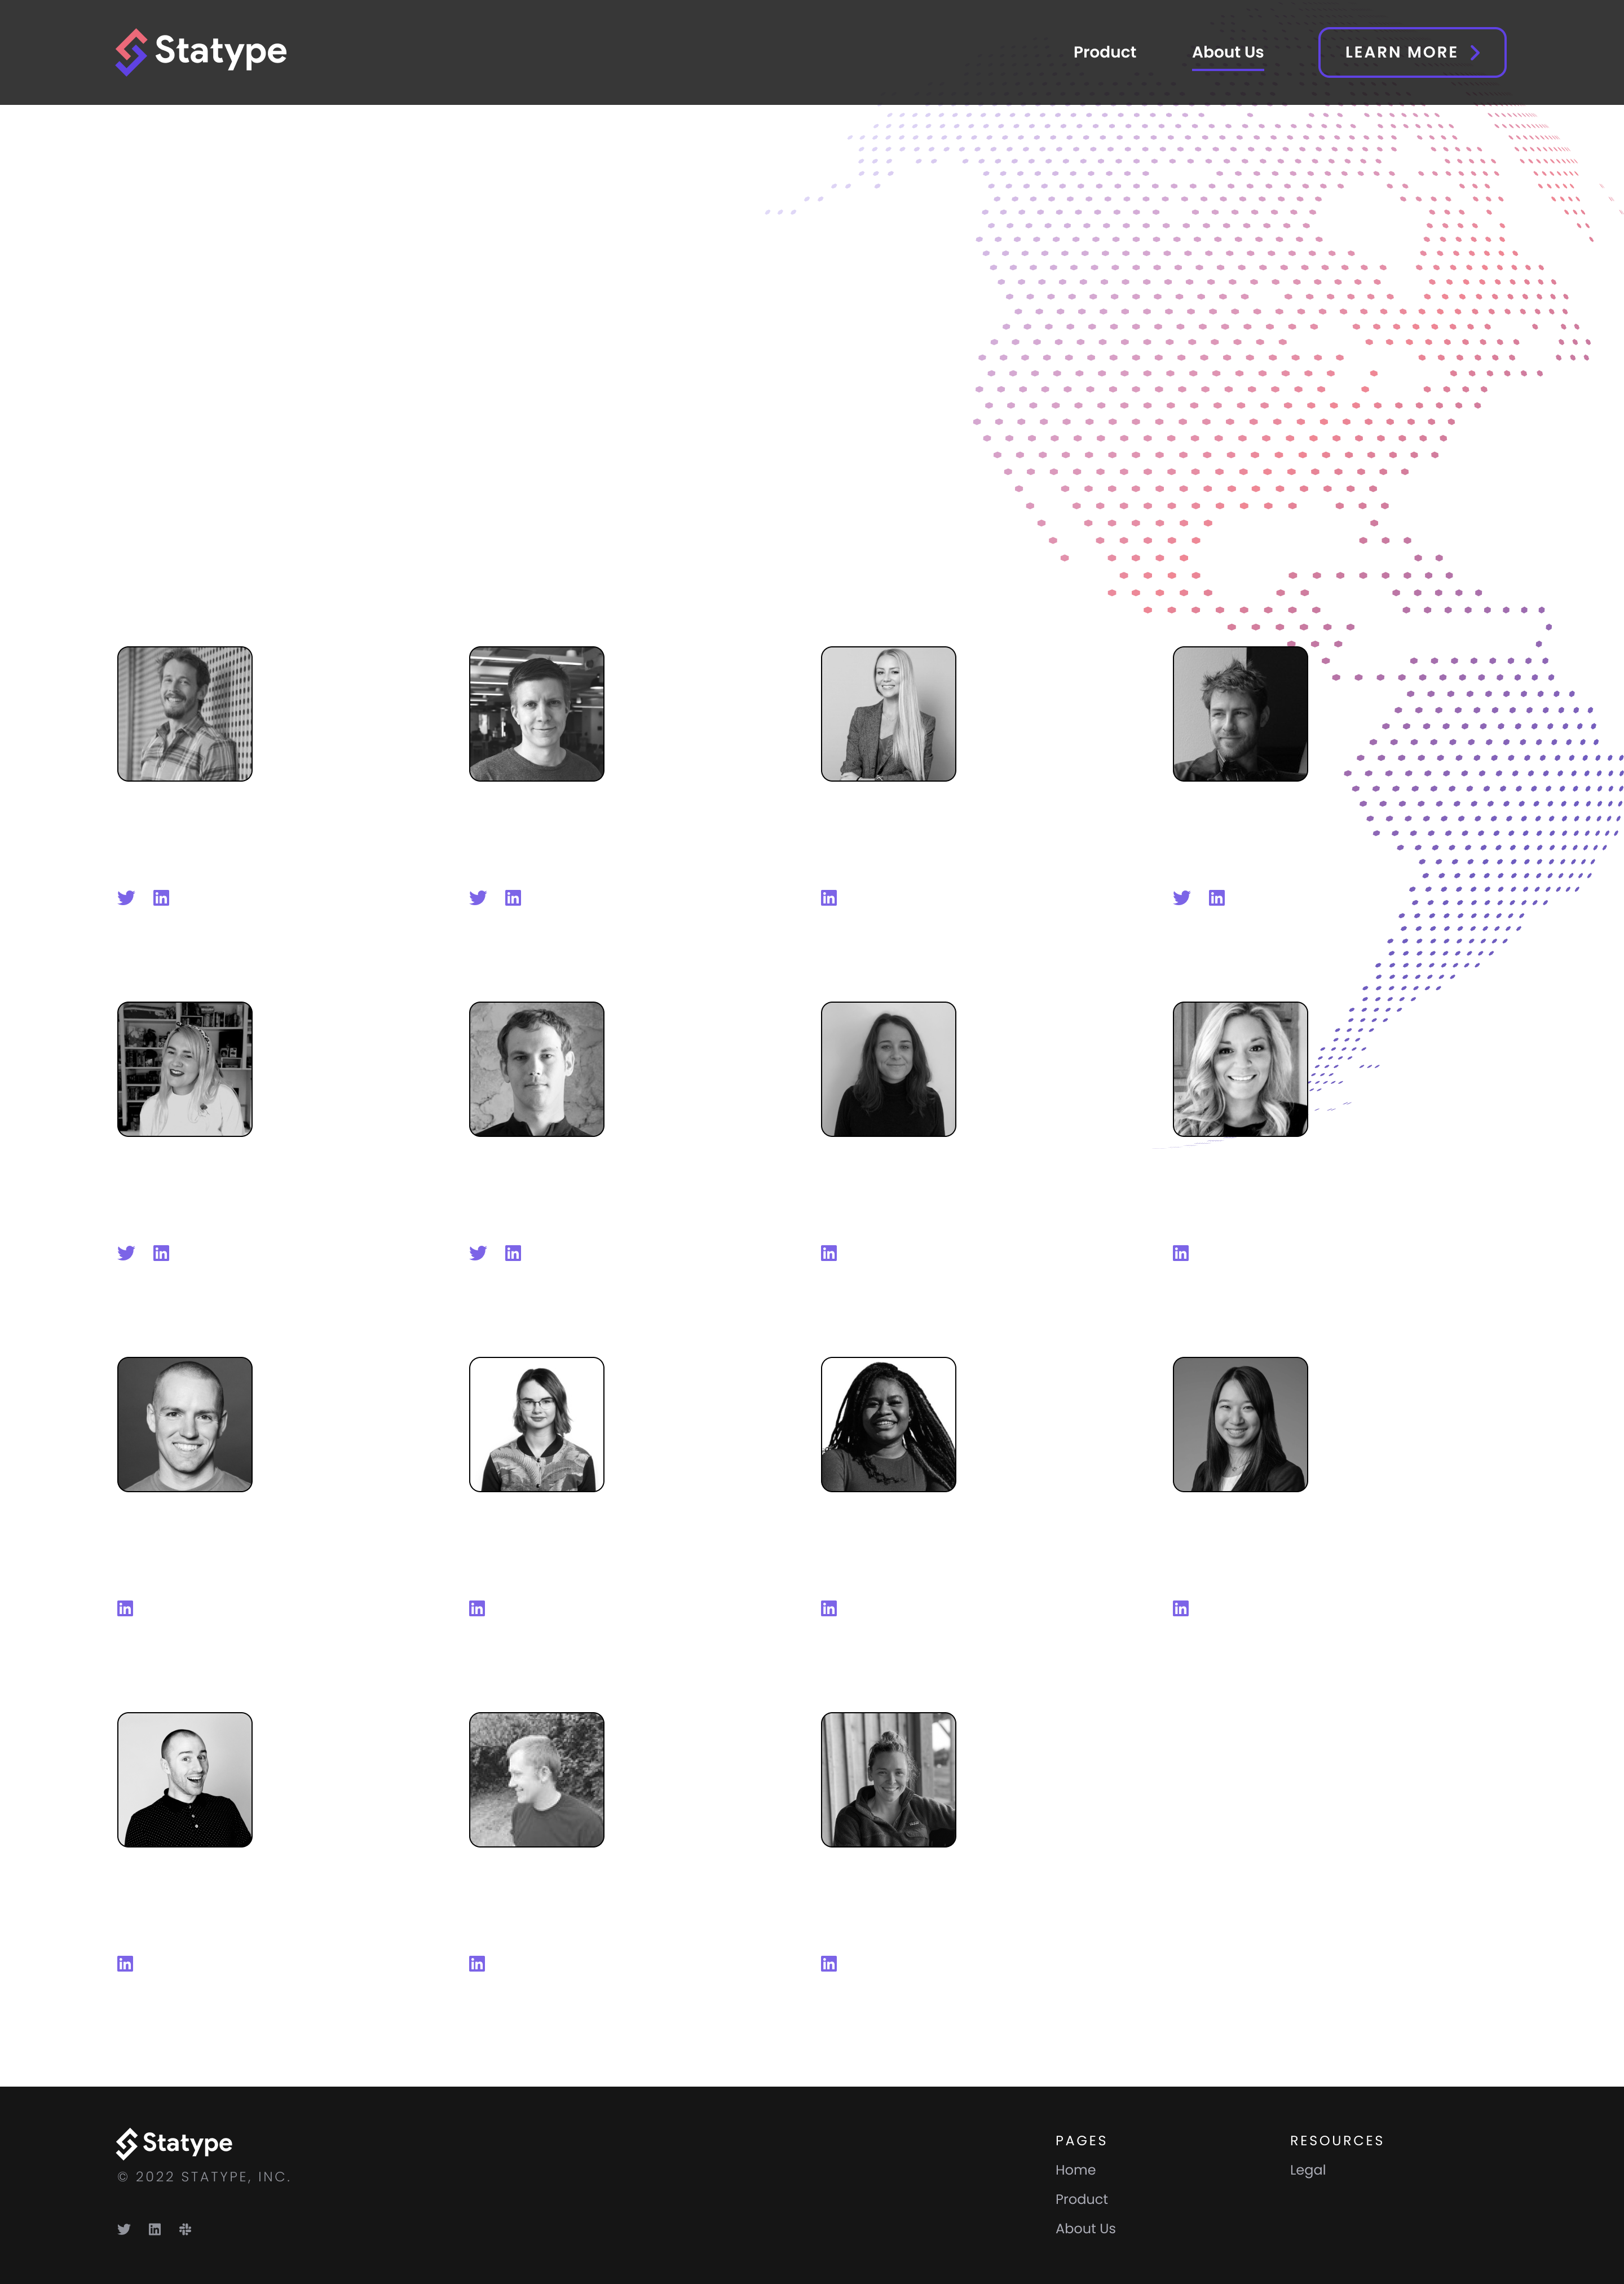 Statype
Product
About Us
LEARN MORE
Statype
© 2022 STATYPE, INC.
PAGES
Home
Product
About Us
RESOURCES
Legal